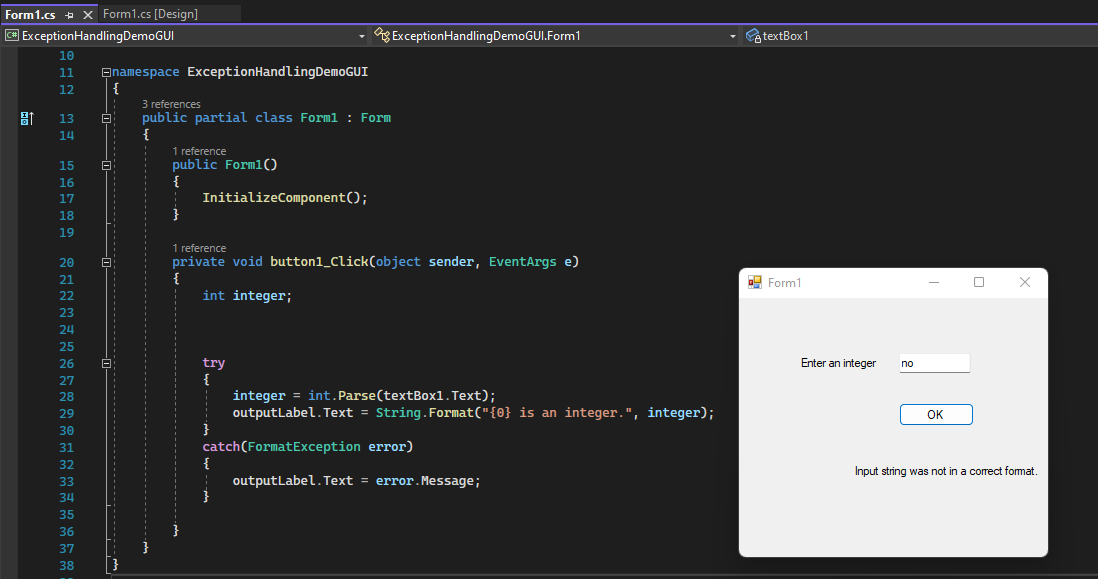 Form1.cs
Form1.cs [Design]
C# ExceptionHandlingDemoGUI
ExceptionHandlingDemoGUI.Form1
textBox1
10
11 namespace ExceptionHandlingDemoGUI
12 {
3 references
13 public partial class Form1 : Form
14 {
1 reference
15 public Form1()
16 {
17 InitializeComponent();
18 }
19
1 reference
20 private void button1_Click(object sender, EventArgs e)
21 {
22 int integer;
23
24
25
26 try
27 {
28 integer = int.Parse(textBox1.Text);
29 outputLabel.Text = String.Format("{0} is an integer.", integer);
30 }
31 catch(FormatException error)
32 {
33 outputLabel.Text = error.Message;
34 }
35
36 }
37 }
38 }
Form1
Enter an integer
no
OK
Input string was not in a correct format.